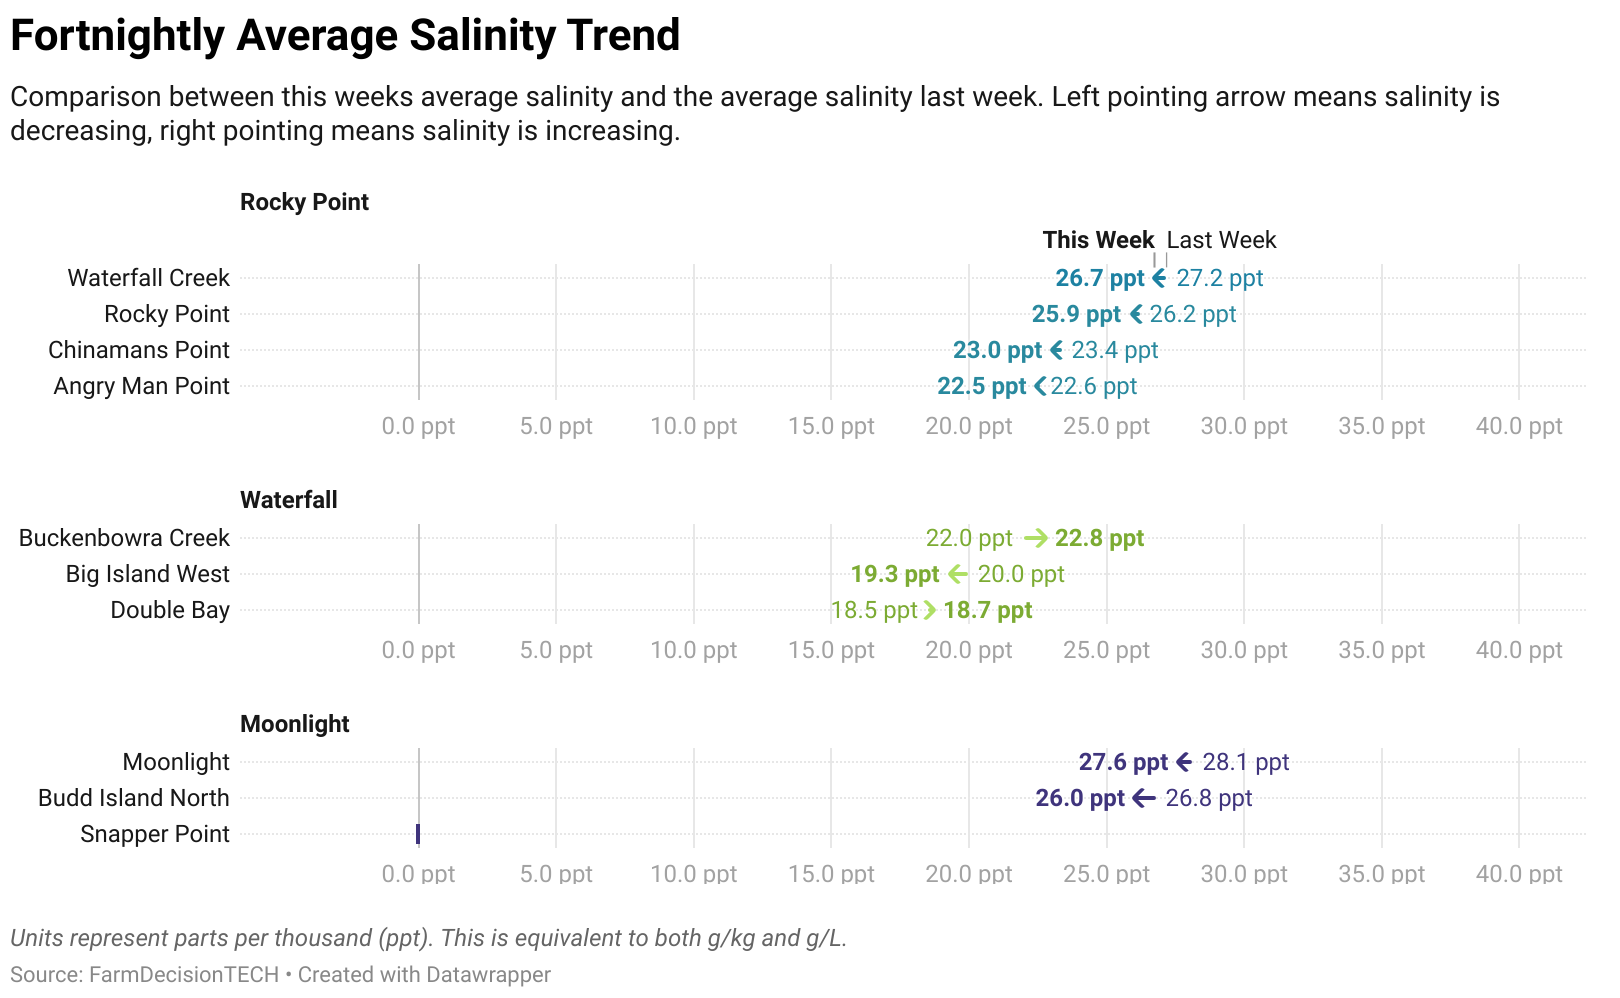 Fortnightly Average Salinity Trend
Comparison between this weeks average salinity and the average salinity last week. Left pointing arrow means salinity is
decreasing, right pointing means salinity is increasing.
Rocky Point
This Week Last Week
Waterfall Creek 26.7 ppt 27.2 ppt
Rocky Point 25.9 ppt 26.2 ppt
Chinamans Point 23.0 ppt 23.4 ppt
Angry Man Point 22.5 ppt 22.6 ppt
0.0 ppt 5.0 ppt 10.0 ppt 15.0 ppt 20.0 ppt 25.0 ppt 30.0 ppt 35.0 ppt 40.0 ppt
Waterfall
Buckenbowra Creek 22.0 ppt 22.8 ppt
Big Island West 19.3 ppt 20.0 ppt
Double Bay 18.5 ppt 18.7 ppt
0.0 ppt 5.0 ppt 10.0 ppt 15.0 ppt 20.0 ppt 25.0 ppt 30.0 ppt 35.0 ppt 40.0 ppt
Moonlight
Moonlight 27.6 ppt 28.1 ppt
Budd Island North 26.0 ppt 26.8 ppt
Snapper Point
0.0 ppt 5.0 ppt 10.0 ppt 15.0 ppt 20.0 ppt 25.0 ppt 30.0 ppt 35.0 ppt 40.0 ppt
Units represent parts per thousand (ppt). This is equivalent to both g/kg and g/L.
Source: FarmDecisionTECH • Created with Datawrapper